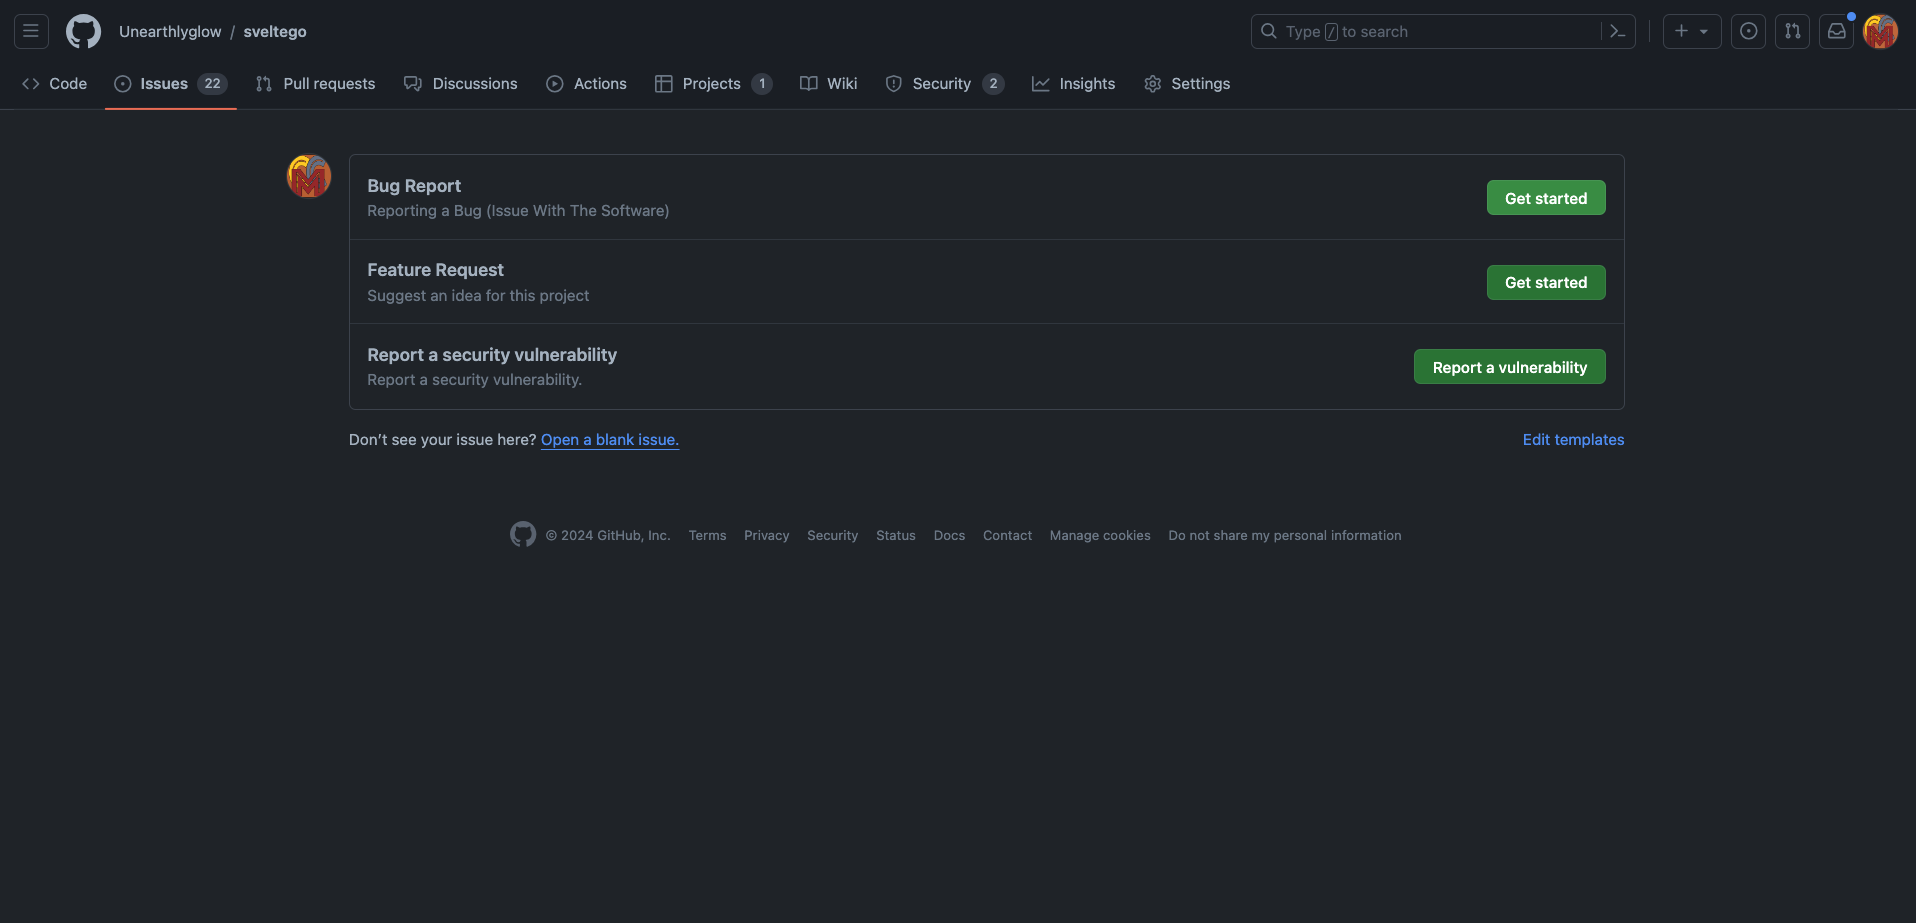 Unearthlyglow / sveltego
Type / to search
Code Issues 22 Pull requests Discussions Actions Projects 1 Wiki Security 2 Insights Settings
Bug Report
Reporting a Bug (Issue With The Software)
Get started
Feature Request
Suggest an idea for this project
Get started
Report a security vulnerability
Report a security vulnerability.
Report a vulnerability
Don't see your issue here? Open a blank issue.
Edit templates
© 2024 GitHub, Inc. Terms Privacy Security Status Docs Contact Manage cookies Do not share my personal information